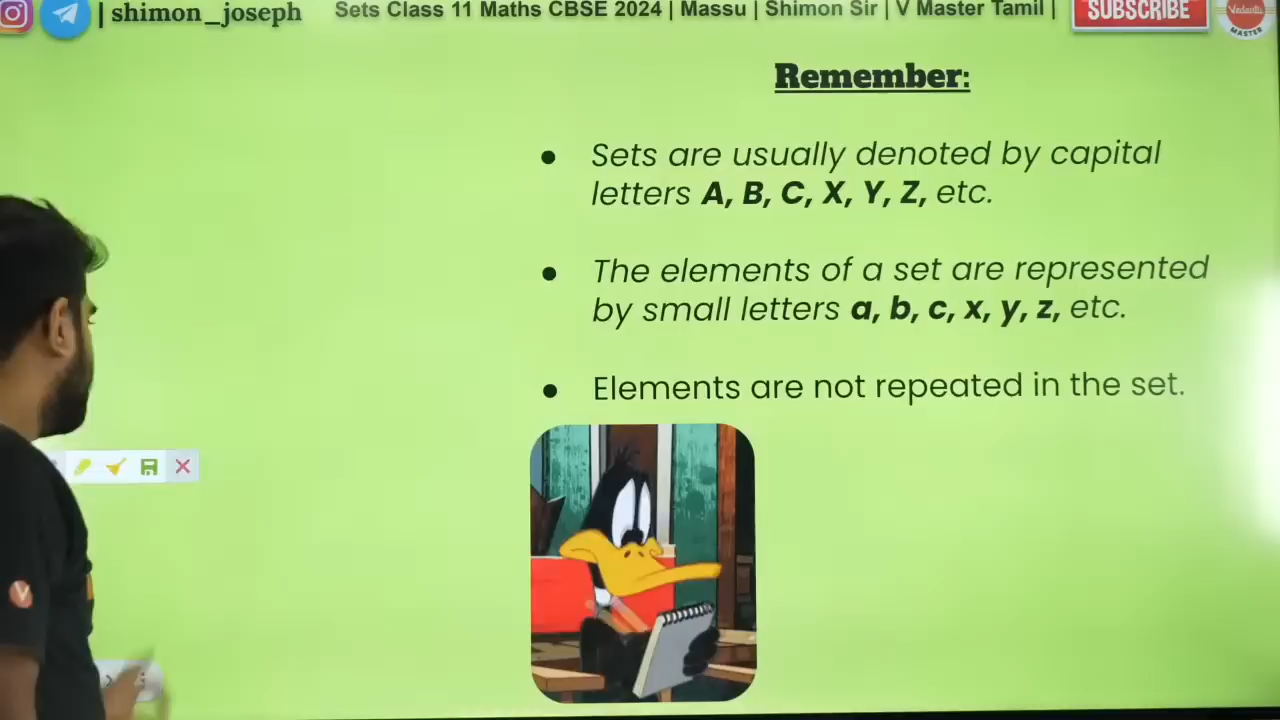 | shimon_joseph
Sets Class 11 Maths CBSE 2024 | Massu | Shimon Sir | V Master Tamil |
SUBSCRIBE
Vedantu
MASTER
Remember:
● Sets are usually denoted by capital
letters A, B, C, X, Y, Z, etc.
● The elements of a set are represented
by small letters a, b, c, x, y, z, etc.
● Elements are not repeated in the set.
V